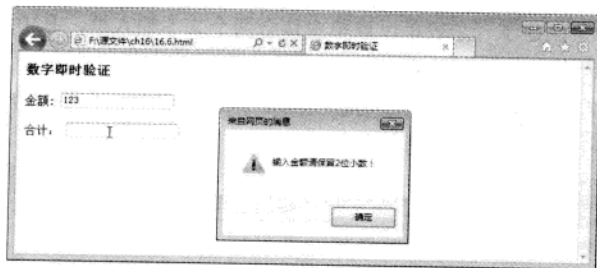 F:\源文件\ch16\16.6.html
数字即时验证
数字即时验证
金额: 123
合计:
来自网页的消息
输入金额请保留2位小数！
确定